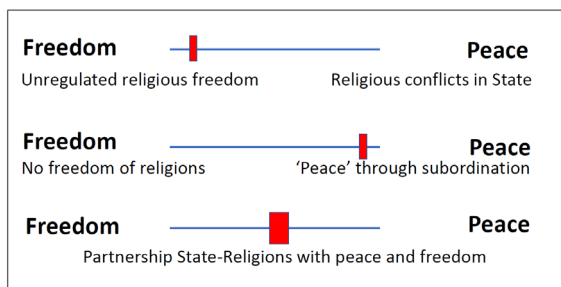 Freedom Peace
Unregulated religious freedom Religious conflicts in State
Freedom Peace
No freedom of religions ‘Peace’ through subordination
Freedom Peace
Partnership State-Religions with peace and freedom